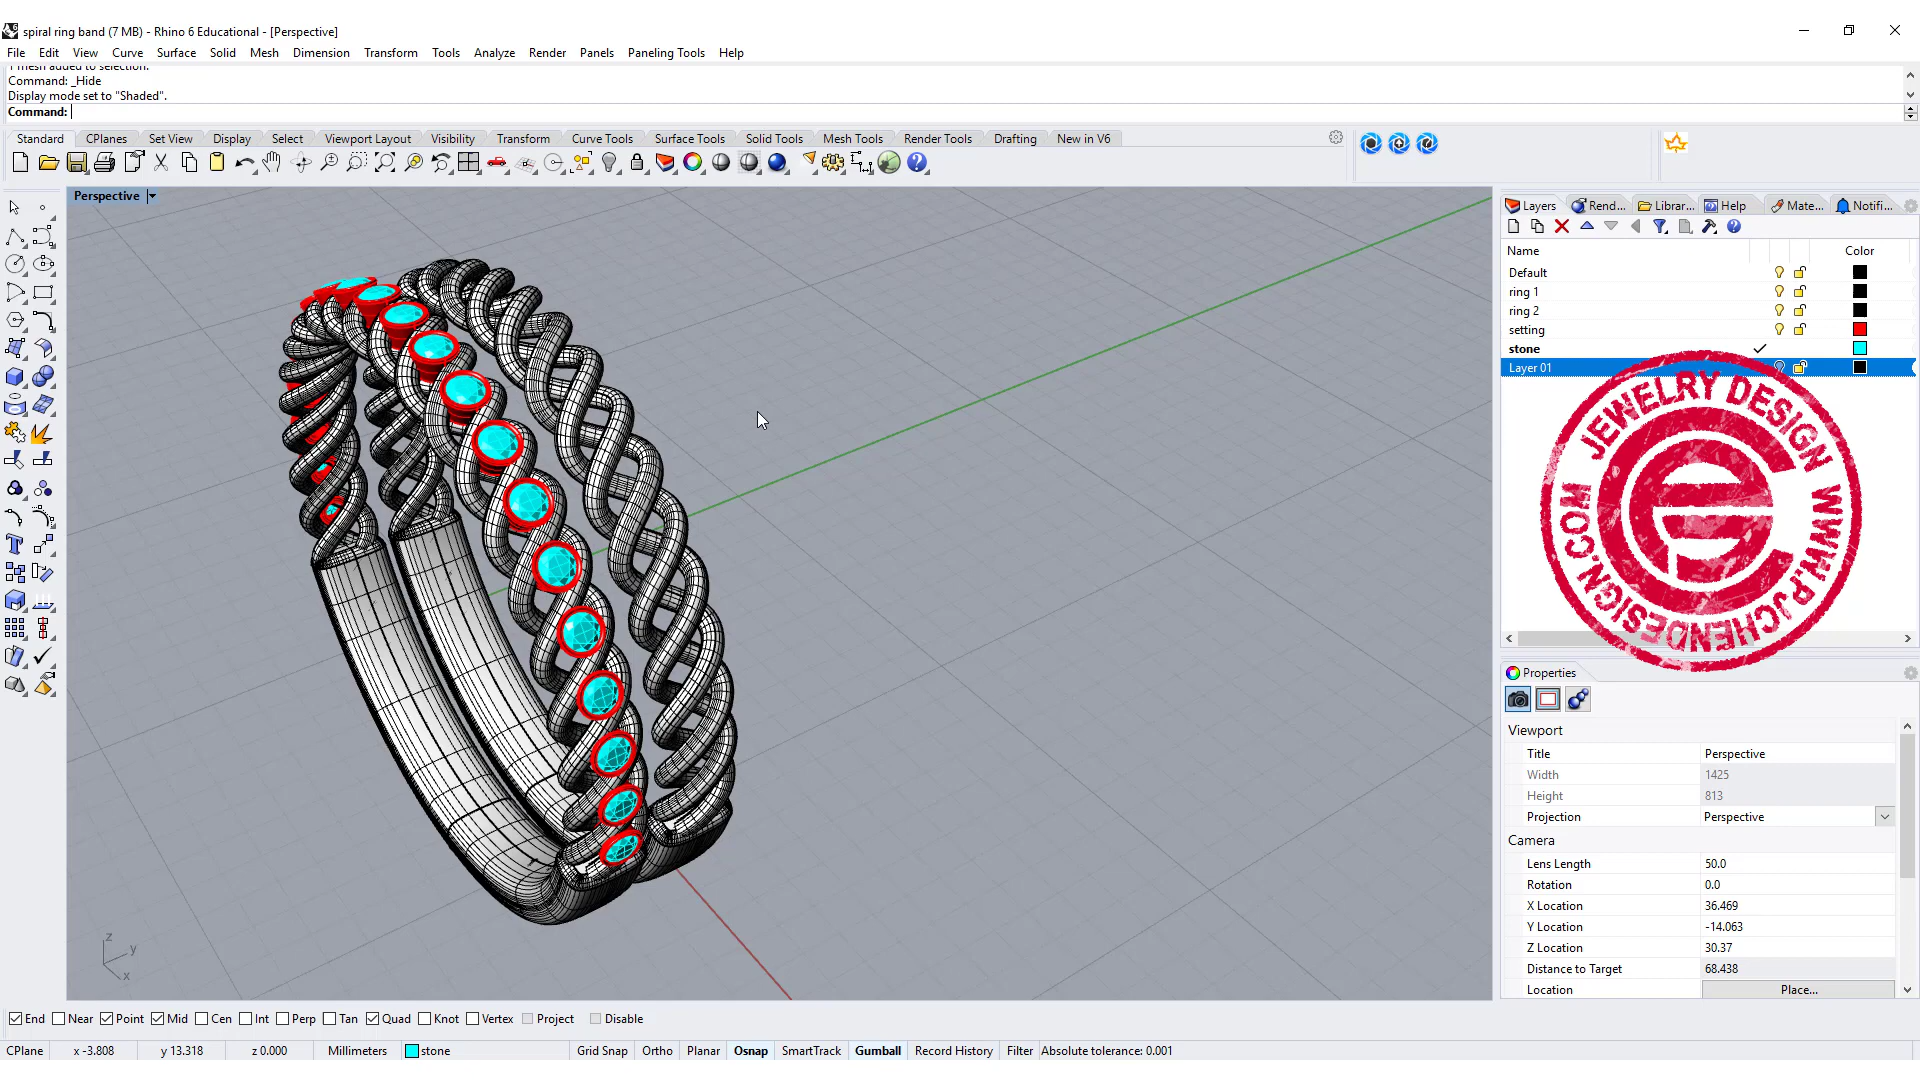 spiral ring band (7 MB) - Rhino 6 Educational - [Perspective]
File Edit View Curve Surface Solid Mesh Dimension Transform Tools Analyze Render Panels Paneling Tools Help
1 mesh added to selection.
Command: _Hide
Display mode set to "Shaded".
Command:
Standard CPlanes Set View Display Select Viewport Layout Visibility Transform Curve Tools Surface Tools Solid Tools Mesh Tools Render Tools Drafting New in V6
Perspective
Layers Rend... Librar... Help Mate... Notifi...
Name Color
Default
ring 1
ring 2
setting
stone
Layer 01
JEWELRY DESIGN
WWW.PJCHENDESIGN.COM
Properties
Viewport
Title Perspective
Width 1425
Height 813
Projection Perspective
Camera
Lens Length 50.0
Rotation 0.0
X Location 36.469
Y Location -14.063
Z Location 30.37
Distance to Target 68.438
Location Place...
z
y
x
End Near Point Mid Cen Int Perp Tan Quad Knot Vertex Project Disable
CPlane x -3.808 y 13.318 z 0.000 Millimeters stone Grid Snap Ortho Planar Osnap SmartTrack Gumball Record History Filter Absolute tolerance: 0.001